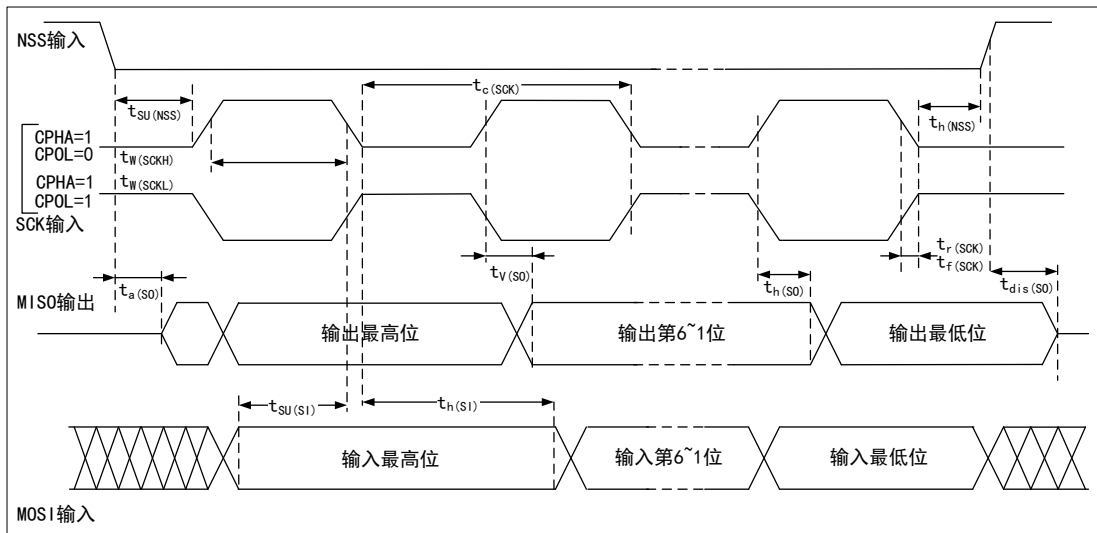 NSS输入
tc(SCK)
tSU(NSS)
th(NSS)
CPHA=1
CPOL=0
tW(SCKH)
CPHA=1
tW(SCKL)
CPOL=1
SCK输入
tr(SCK)
tV(SO)
tf(SCK)
ta(SO)
th(SO)
tdis(SO)
MISO输出
输出最高位
输出第6~1位
输出最低位
tSU(SI)
th(SI)
输入最高位
输入第6~1位
输入最低位
MOSI输入